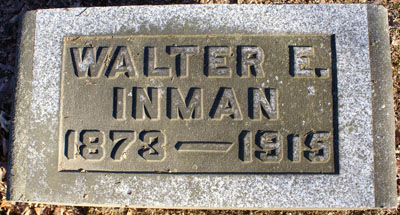 WALTER E.
INMAN
1873 — 1915